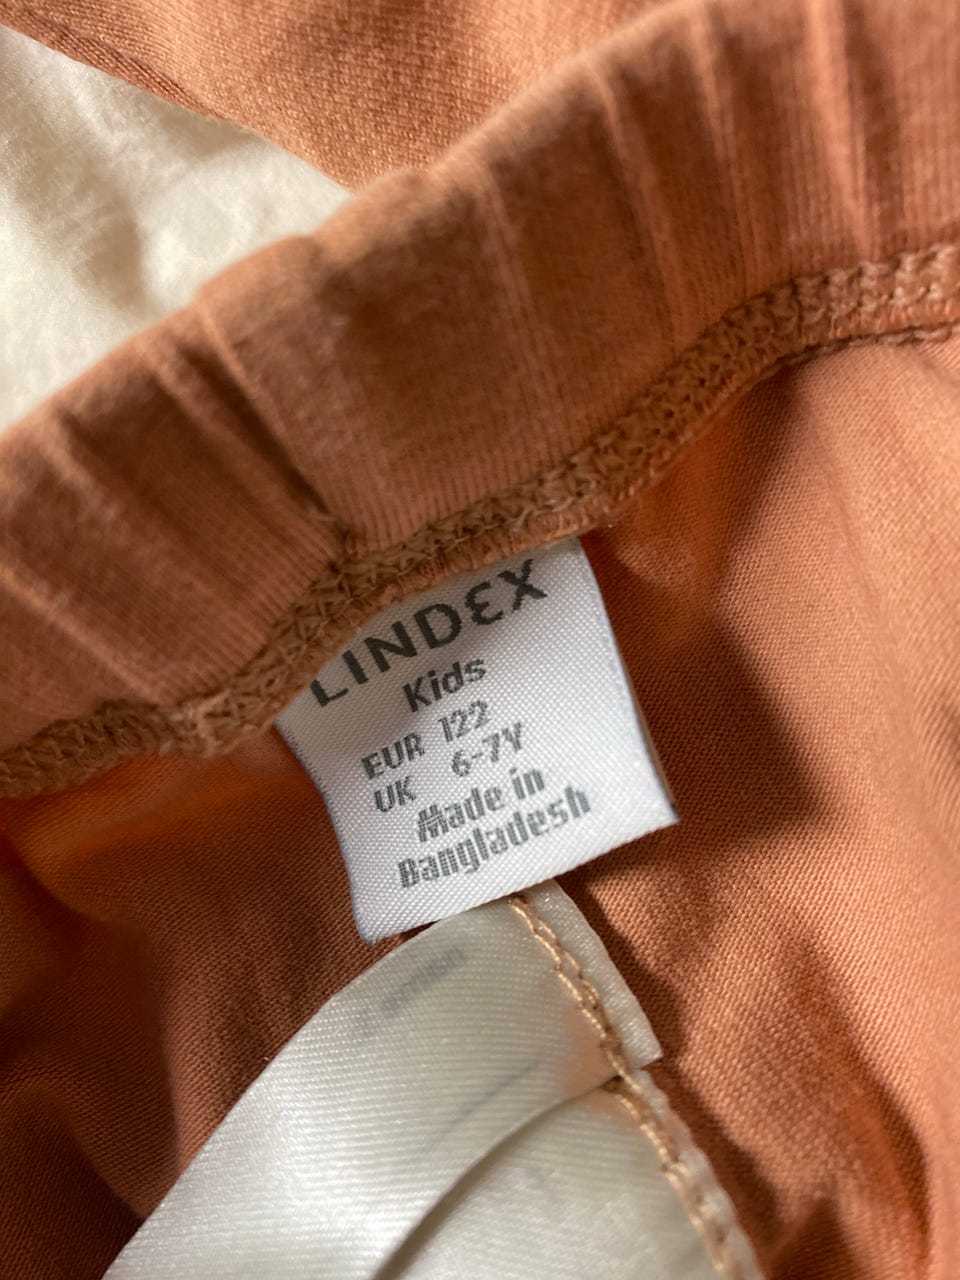 LINDEX
Kids
EUR 122
UK 6-7Y
Made in
Bangladesh